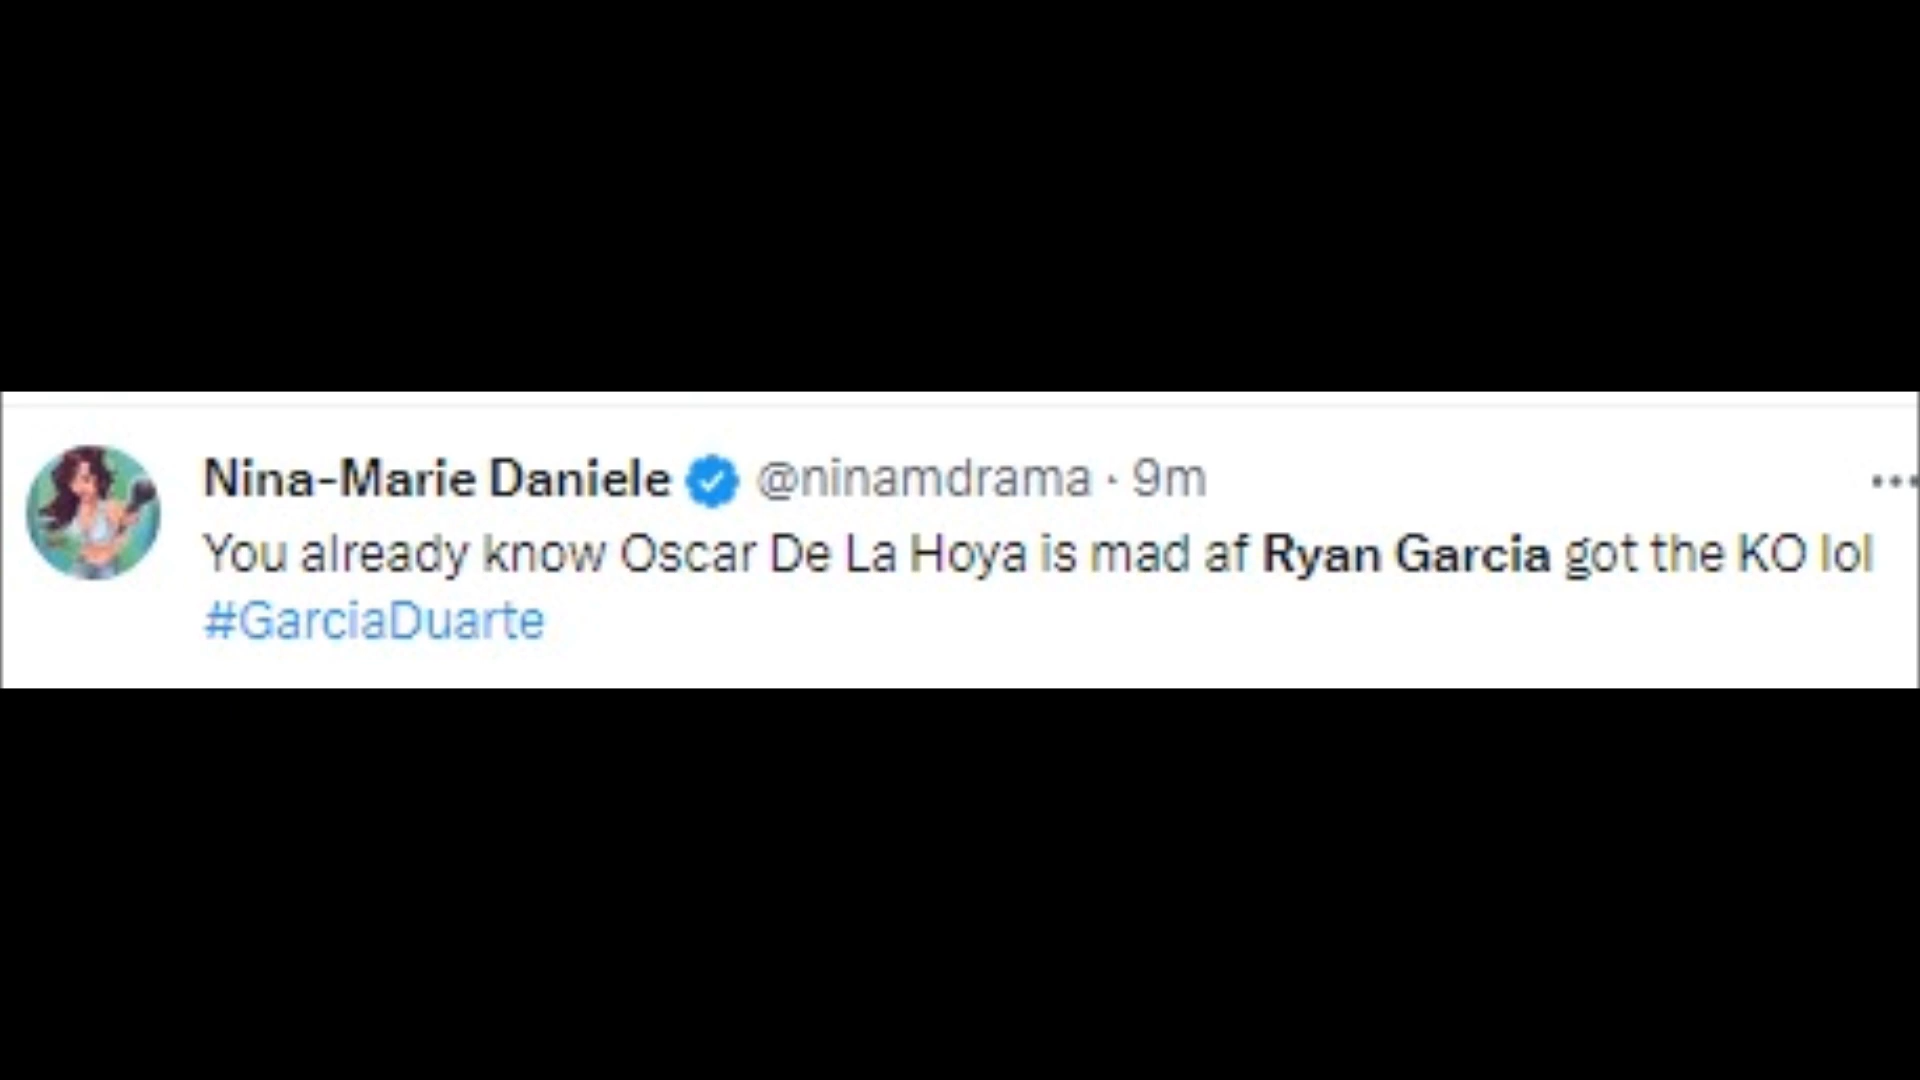 Nina-Marie Daniele @ninamdrama · 9m
You already know Oscar De La Hoya is mad af Ryan Garcia got the KO lol
#GarciaDuarte